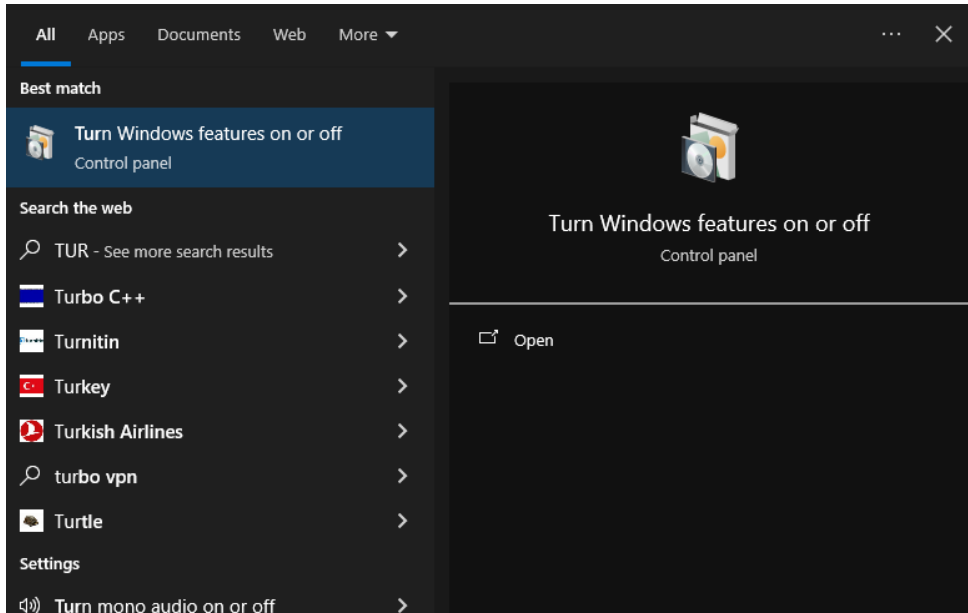 All Apps Documents Web More
Best match
Turn Windows features on or off
Control panel
Search the web
TUR - See more search results
Turbo C++
Turnitin
Turkey
Turkish Airlines
turbo vpn
Turtle
Settings
Turn mono audio on or off
Turn Windows features on or off
Control panel
Open